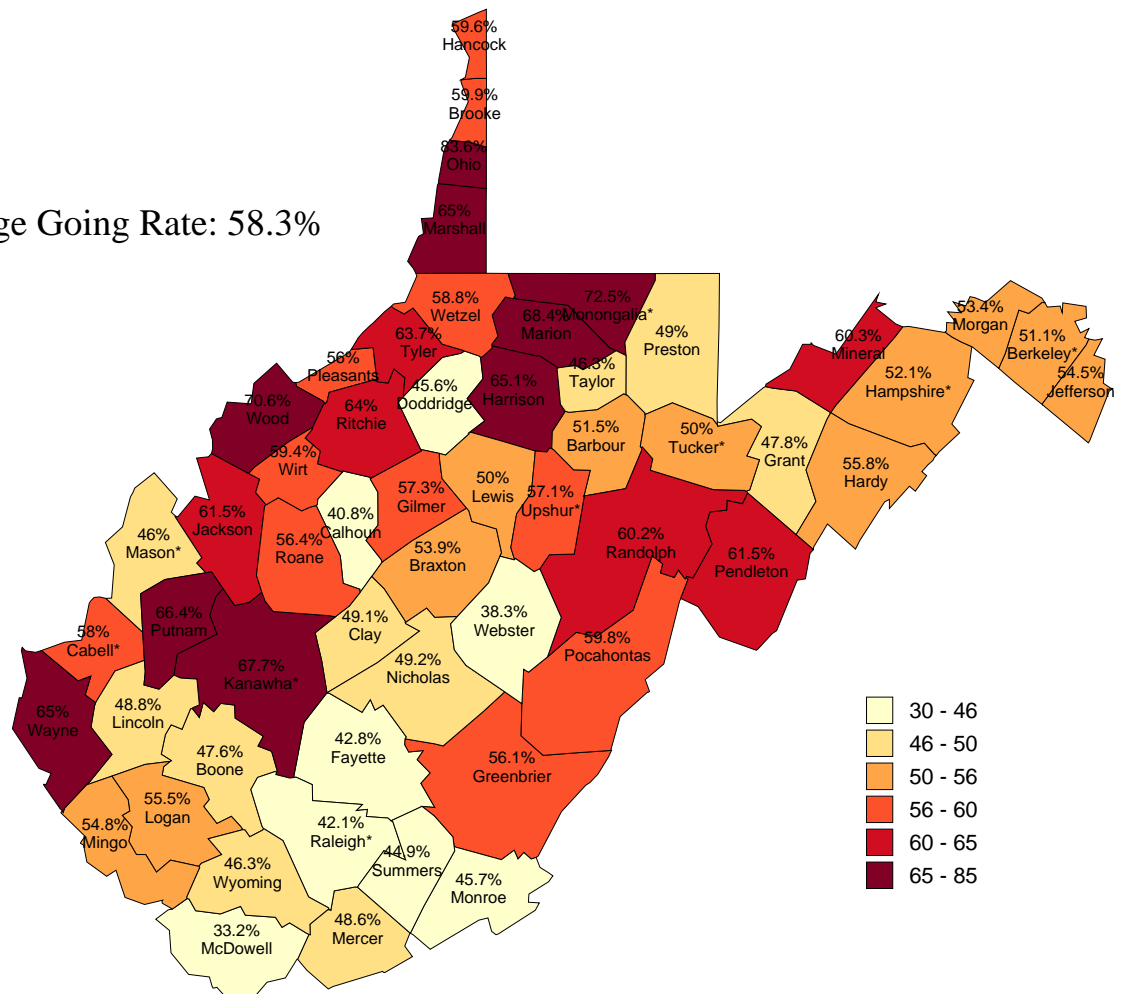 59.6%
Hancock
59.9%
Brooke
83.6%
Ohio
65%
Marshall
ge Going Rate: 58.3%
58.8%
Wetzel
72.5%
Monongalia*
68.4%
Marion
49%
Preston
63.7%
Tyler
56%
Pleasants
46.3%
Taylor
45.6%
Doddridge
65.1%
Harrison
60.3%
Mineral
53.4%
Morgan
51.1%
Berkeley*
54.5%
Jefferson
52.1%
Hampshire*
70.6%
Wood
64%
Ritchie
51.5%
Barbour
50%
Tucker*
47.8%
Grant
55.8%
Hardy
59.4%
Wirt
57.3%
Gilmer
50%
Lewis
57.1%
Upshur*
61.5%
Jackson
40.8%
Calhoun
46%
Mason*
56.4%
Roane
53.9%
Braxton
60.2%
Randolph
61.5%
Pendleton
66.4%
Putnam
49.1%
Clay
38.3%
Webster
58%
Cabell*
67.7%
Kanawha*
49.2%
Nicholas
59.8%
Pocahontas
65%
Wayne
48.8%
Lincoln
47.6%
Boone
42.8%
Fayette
56.1%
Greenbrier
54.8%
Mingo
55.5%
Logan
42.1%
Raleigh*
44.9%
Summers
46.3%
Wyoming
45.7%
Monroe
33.2%
McDowell
48.6%
Mercer
30 - 46
46 - 50
50 - 56
56 - 60
60 - 65
65 - 85